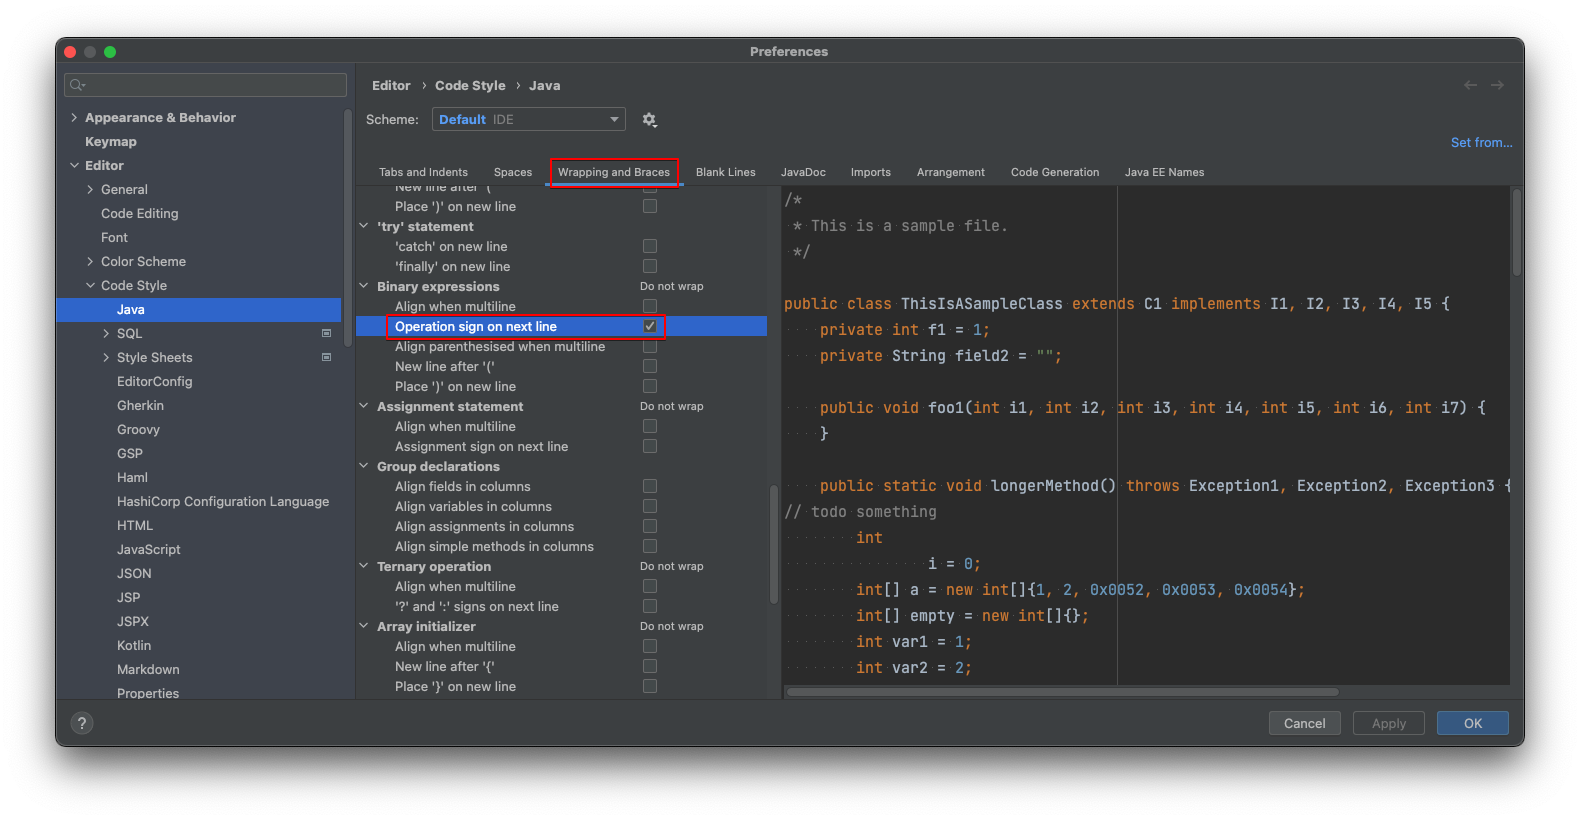 Preferences
Editor › Code Style › Java
Scheme: Default IDE
Set from...
Appearance & Behavior
Keymap
Editor
General
Code Editing
Font
Color Scheme
Code Style
Java
SQL
Style Sheets
EditorConfig
Gherkin
Groovy
GSP
Haml
HashiCorp Configuration Language
HTML
JavaScript
JSON
JSP
JSPX
Kotlin
Markdown
Properties
Tabs and Indents Spaces Wrapping and Braces Blank Lines JavaDoc Imports Arrangement Code Generation Java EE Names
New line after '('
Place ')' on new line
'try' statement
'catch' on new line
'finally' on new line
Binary expressions Do not wrap
Align when multiline
Operation sign on next line
Align parenthesised when multiline
New line after '('
Place ')' on new line
Assignment statement Do not wrap
Align when multiline
Assignment sign on next line
Group declarations
Align fields in columns
Align variables in columns
Align assignments in columns
Align simple methods in columns
Ternary operation Do not wrap
Align when multiline
'?' and ':' signs on next line
Array initializer Do not wrap
Align when multiline
New line after '{'
Place '}' on new line
/*
* This is a sample file.
*/
public class ThisIsASampleClass extends C1 implements I1, I2, I3, I4, I5 {
private int f1 = 1;
private String field2 = "";
public void foo1(int i1, int i2, int i3, int i4, int i5, int i6, int i7) {
}
public static void longerMethod() throws Exception1, Exception2, Exception3 {
// todo something
int
i = 0;
int[] a = new int[]{1, 2, 0x0052, 0x0053, 0x0054};
int[] empty = new int[]{};
int var1 = 1;
int var2 = 2;
?
Cancel Apply OK